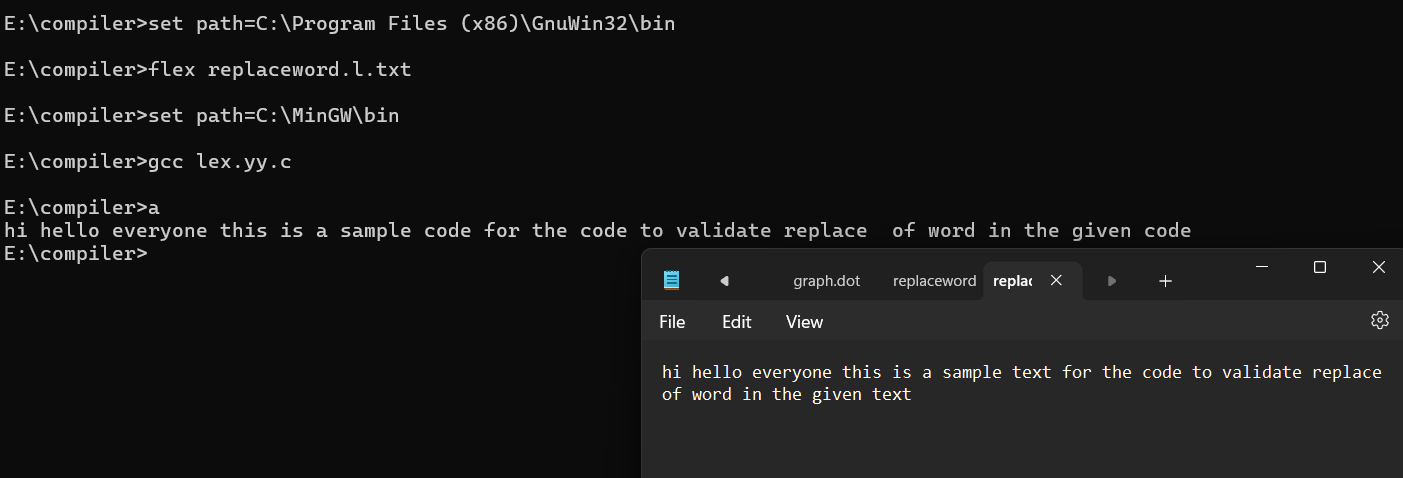 E:\compiler>set path=C:\Program Files (x86)\GnuWin32\bin
E:\compiler>flex replaceword.l.txt
E:\compiler>set path=C:\MinGW\bin
E:\compiler>gcc lex.yy.c
E:\compiler>a
hi hello everyone this is a sample code for the code to validate replace  of word in the given code
E:\compiler>
graph.dot
replaceword
replac
File
Edit
View
hi hello everyone this is a sample text for the code to validate replace
of word in the given text